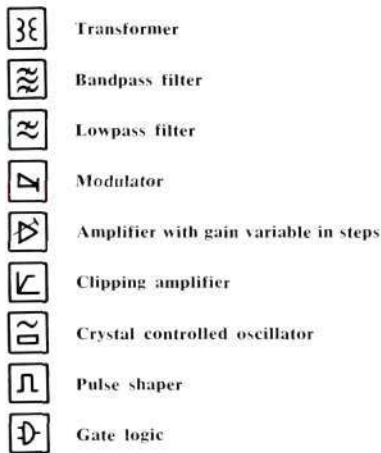 Transformer
Bandpass filter
Lowpass filter
Modulator
Amplifier with gain variable in steps
Clipping amplifier
Crystal controlled oscillator
Pulse shaper
Gate logic